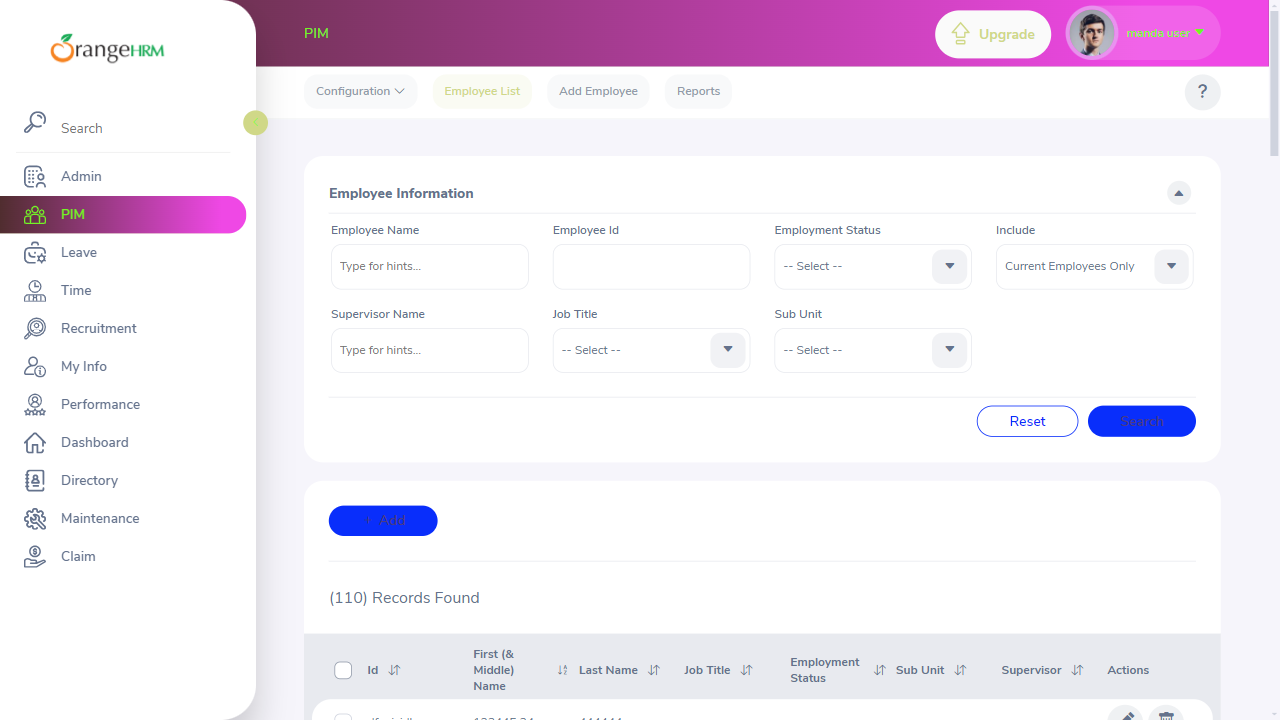 OrangeHRM
PIM
Upgrade
manda user
Search
Configuration
Employee List
Add Employee
Reports
?
Admin
PIM
Leave
Time
Recruitment
My Info
Performance
Dashboard
Directory
Maintenance
Claim
Employee Information
Employee Name
Employee Id
Employment Status
Include
Type for hints...
-- Select --
Current Employees Only
Supervisor Name
Job Title
Sub Unit
Type for hints...
-- Select --
-- Select --
Reset
Search
+ Add
(110) Records Found
Id
First (& Middle) Name
Last Name
Job Title
Employment Status
Sub Unit
Supervisor
Actions